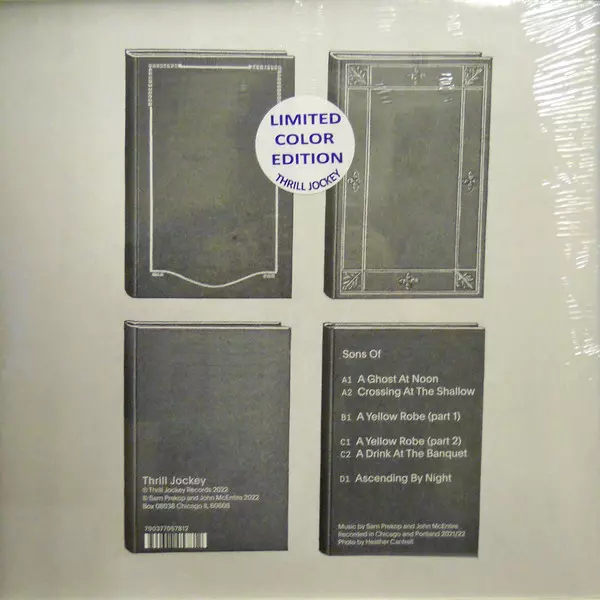 LIMITED
COLOR
EDITION
THRILL JOCKEY
Sons Of
A1 A Ghost At Noon
A2 Crossing At The Shallow
B1 A Yellow Robe (part 1)
C1 A Yellow Robe (part 2)
C2 A Drink At The Banquet
D1 Ascending By Night
Music by Sam Prekop and John McEntire
Recorded in Chicago and Portland 2021/22
Photo by Heather Cantrell
Thrill Jockey
℗ Thrill Jockey Records 2022
© Sam Prekop and John McEntire 2022
Box 08038 Chicago IL 60608